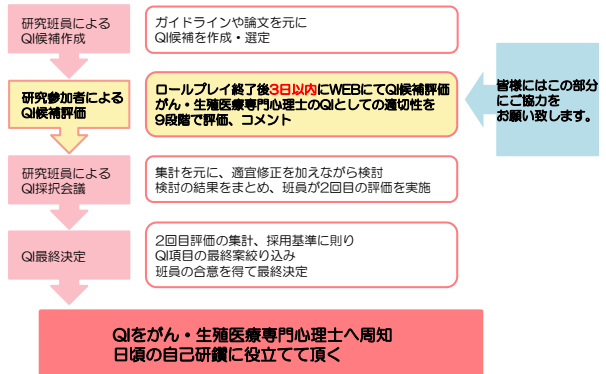 研究班員による
QI候補作成
ガイドラインや論文を元に
QI候補を作成・選定
研究参加者による
QI候補評価
ロールプレイ終了後3日以内にWEBにてQI候補評価
がん・生殖医療専門心理士のQIとしての適切性を
9段階で評価、コメント
皆様にはこの部分
にご協力を
お願い致します。
研究班員による
QI採択会議
集計を元に、適宜修正を加えながら検討
検討の結果をまとめ、班員が2回目の評価を実施
QI最終決定
2回目評価の集計、採用基準に則り
QI項目の最終案絞り込み
班員の合意を得て最終決定
QIをがん・生殖医療専門心理士へ周知
日頃の自己研鑽に役立てて頂く